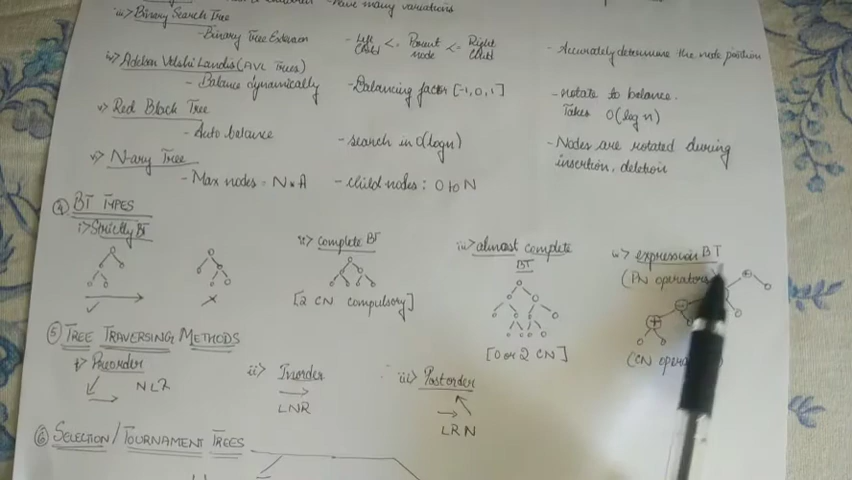 have many variations
iii> Binary Search Tree
- Binary Tree Extension - Left Child <= Parent node <= Right Child - Accurately determine the node position
iv> Adelson Velski Landis (AVL Trees)
- Balance dynamically - Balancing factor [-1, 0, 1] - rotate to balance. Takes O(log n)
v> Red Black Tree
- Auto balance - search in O(logn) - Nodes are rotated during insertion, deletion
v> N-ary Tree
- Max nodes = N*A - child nodes : 0 to N
④ BT TYPES
i> Strictly BT ii> complete BT iii> almost complete BT expression BT
(PN operators
[2 CN compulsory]
[0 or 2 CN]
(CN
⑤ TREE TRAVERSING METHODS
i> Preorder ii> Inorder iii> Postorder
NLR LNR LRN
⑥ SELECTION / TOURNAMENT TREES